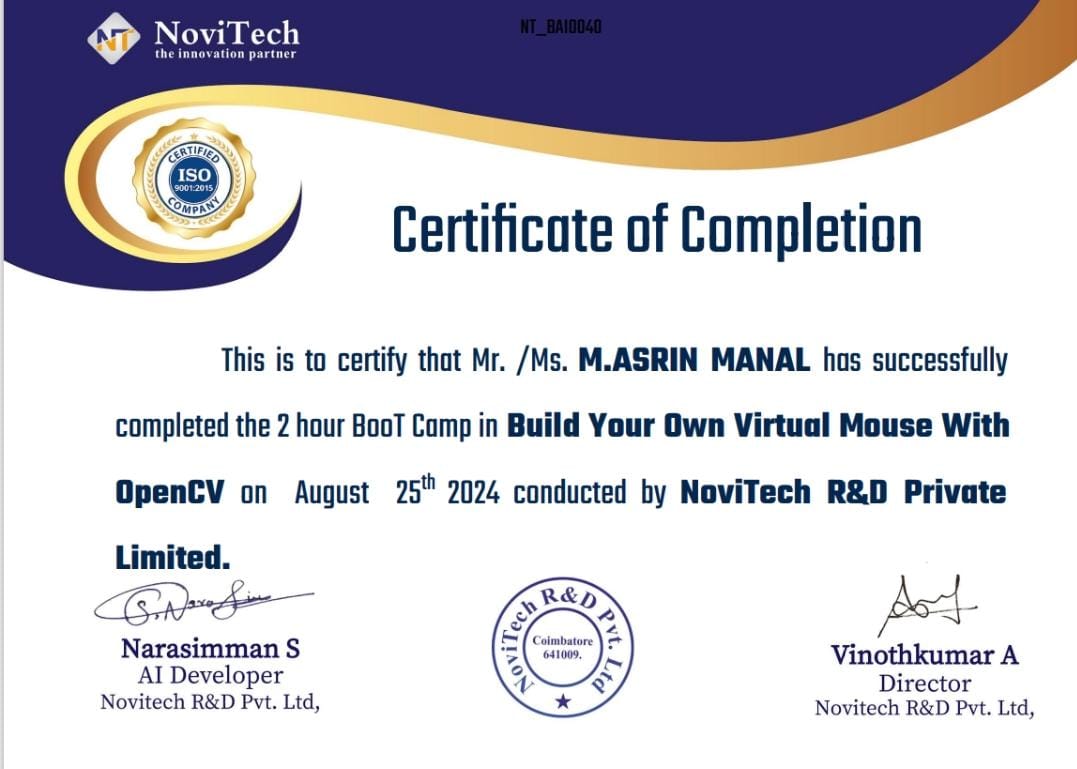 NT
NoviTech
the innovation partner
NT_BAI0040
CERTIFIED
ISO
9001:2015
COMPANY
Certificate of Completion
This is to certify that Mr. /Ms. M.ASRIN MANAL has successfully
completed the 2 hour BooT Camp in Build Your Own Virtual Mouse With
OpenCV on August 25th 2024 conducted by NoviTech R&D Private
Limited.
Narasimman S
AI Developer
Novitech R&D Pvt. Ltd,
NoviTech R&D Pvt. Ltd
Coimbatore
641009.
Vinothkumar A
Director
Novitech R&D Pvt. Ltd,